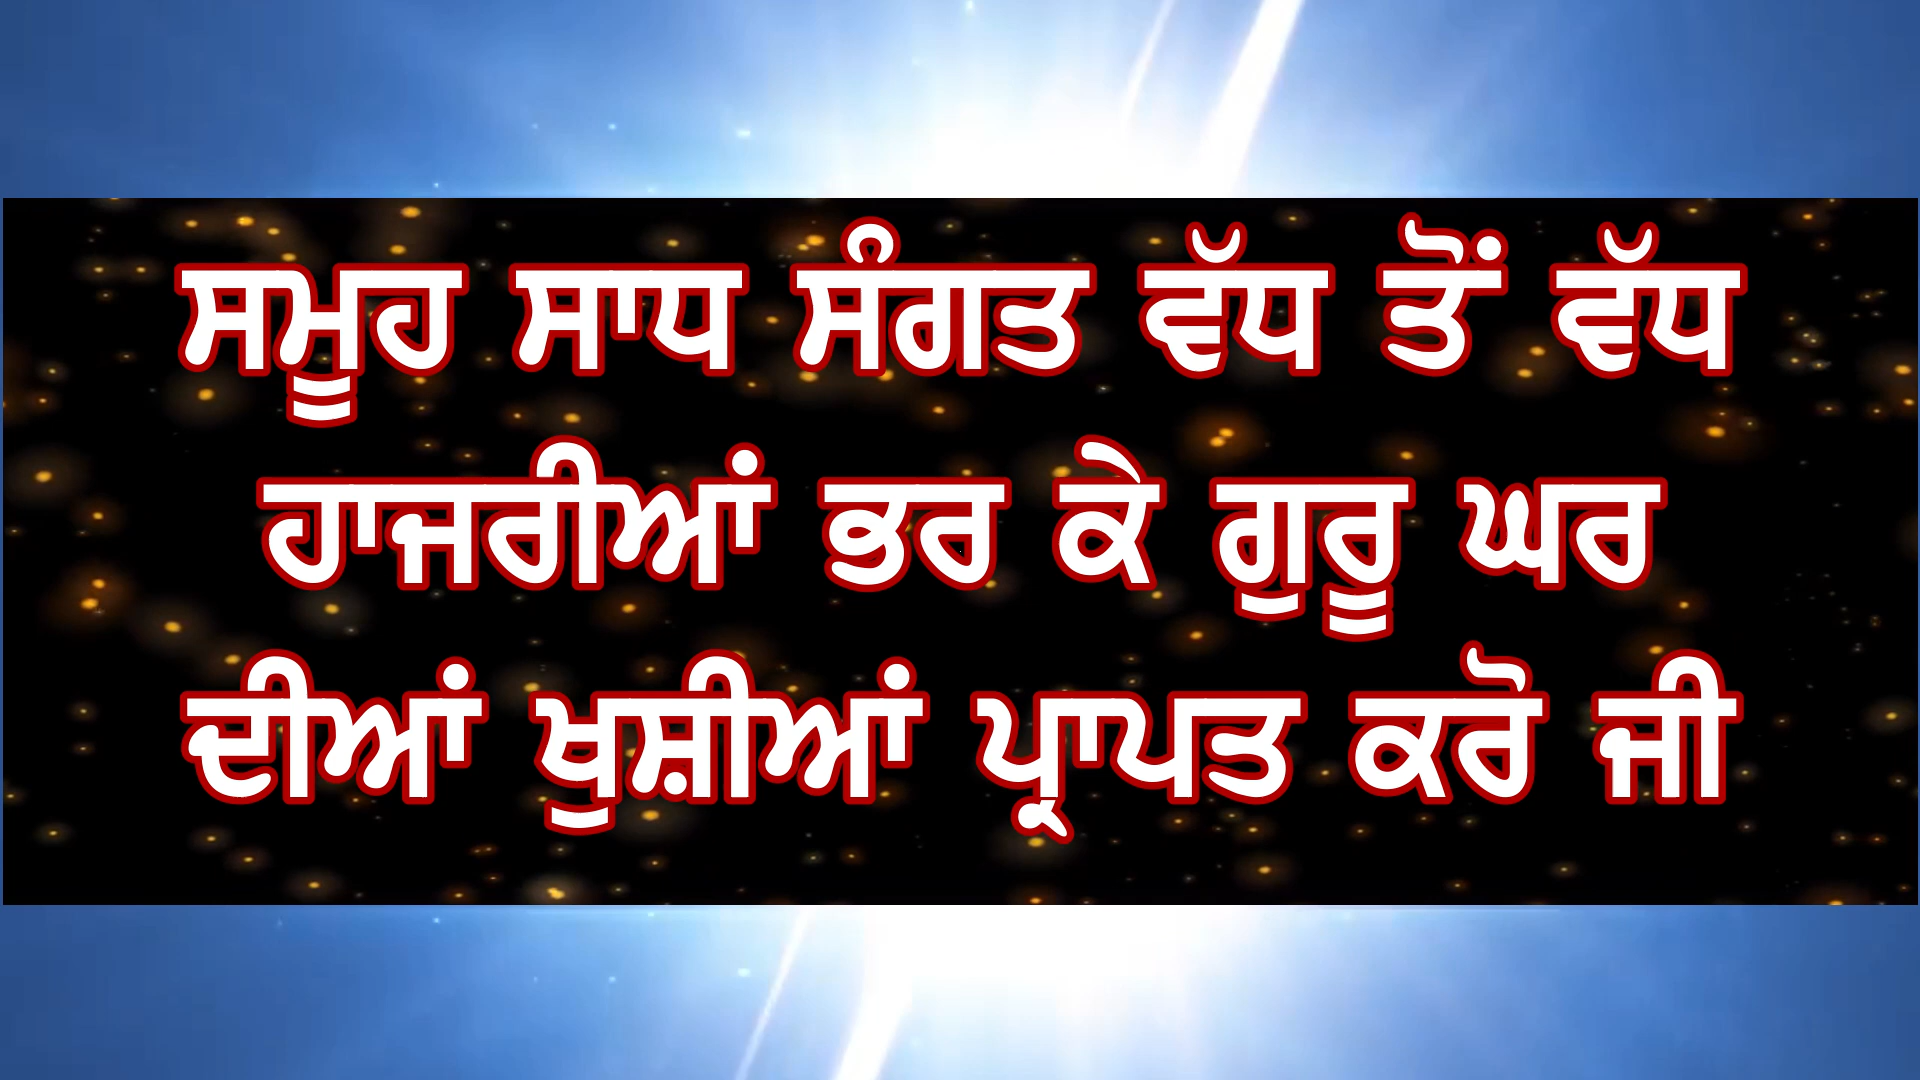 ਸਮੂਹ ਸਾਧ ਸੰਗਤ ਵੱਧ ਤੋਂ ਵੱਧ
ਹਾਜਰੀਆਂ ਭਰ ਕੇ ਗੁਰੂ ਘਰ
ਦੀਆਂ ਖੁਸ਼ੀਆਂ ਪ੍ਰਾਪਤ ਕਰੋ ਜੀ